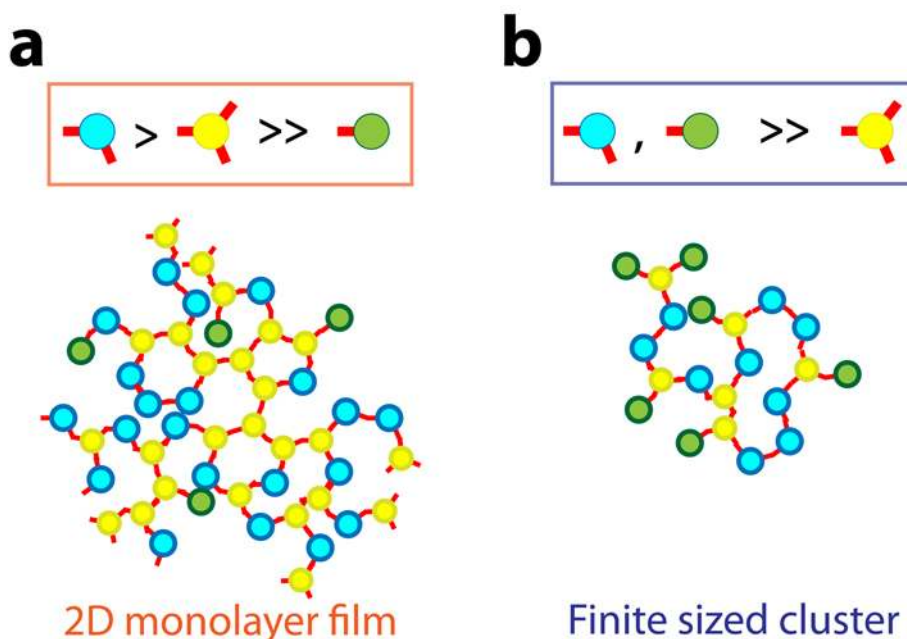 a
b
> >>
, >>
2D monolayer film
Finite sized cluster